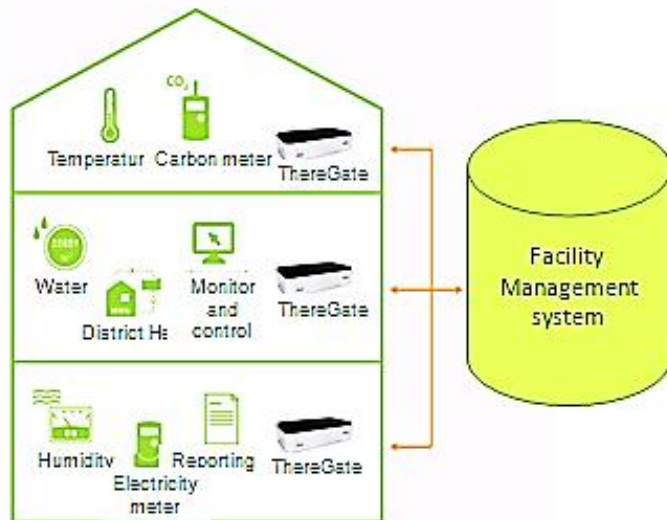 CO₂
Temperatur
Carbon meter
ThereGate
Water
District He
Monitor
and
control
ThereGate
Humidity
Electricity
meter
Reporting
ThereGate
Facility
Management
system